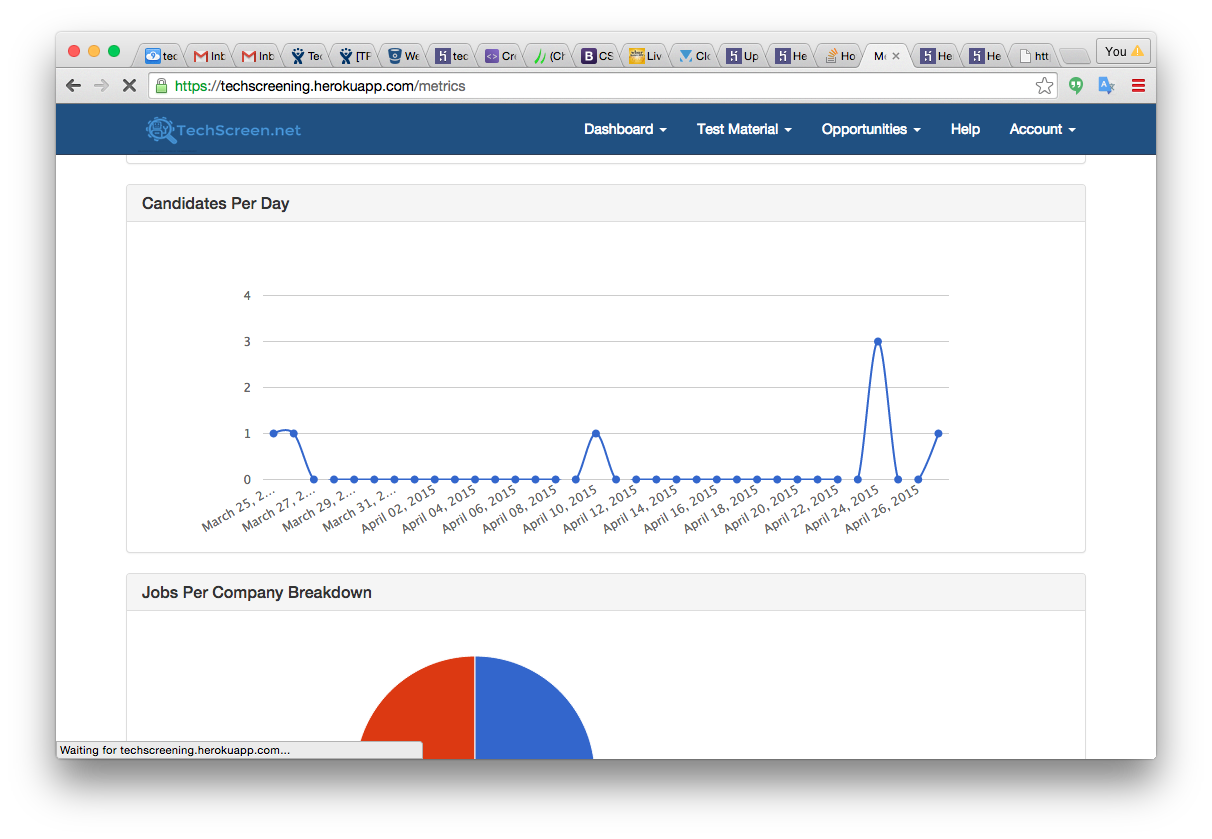 tec Inb Inb Tec [TF We tec Cre (Ch CS Liv Clo Up He Ho Me He He htt You
https://techscreening.herokuapp.com/metrics
TechScreen.net Dashboard Test Material Opportunities Help Account
Candidates Per Day
4
3
2
1
0
March 25, 2... March 27, 2... March 29, 2... March 31, 2... April 02, 2015 April 04, 2015 April 06, 2015 April 08, 2015 April 10, 2015 April 12, 2015 April 14, 2015 April 16, 2015 April 18, 2015 April 20, 2015 April 22, 2015 April 24, 2015 April 26, 2015
Jobs Per Company Breakdown
Waiting for techscreening.herokuapp.com...